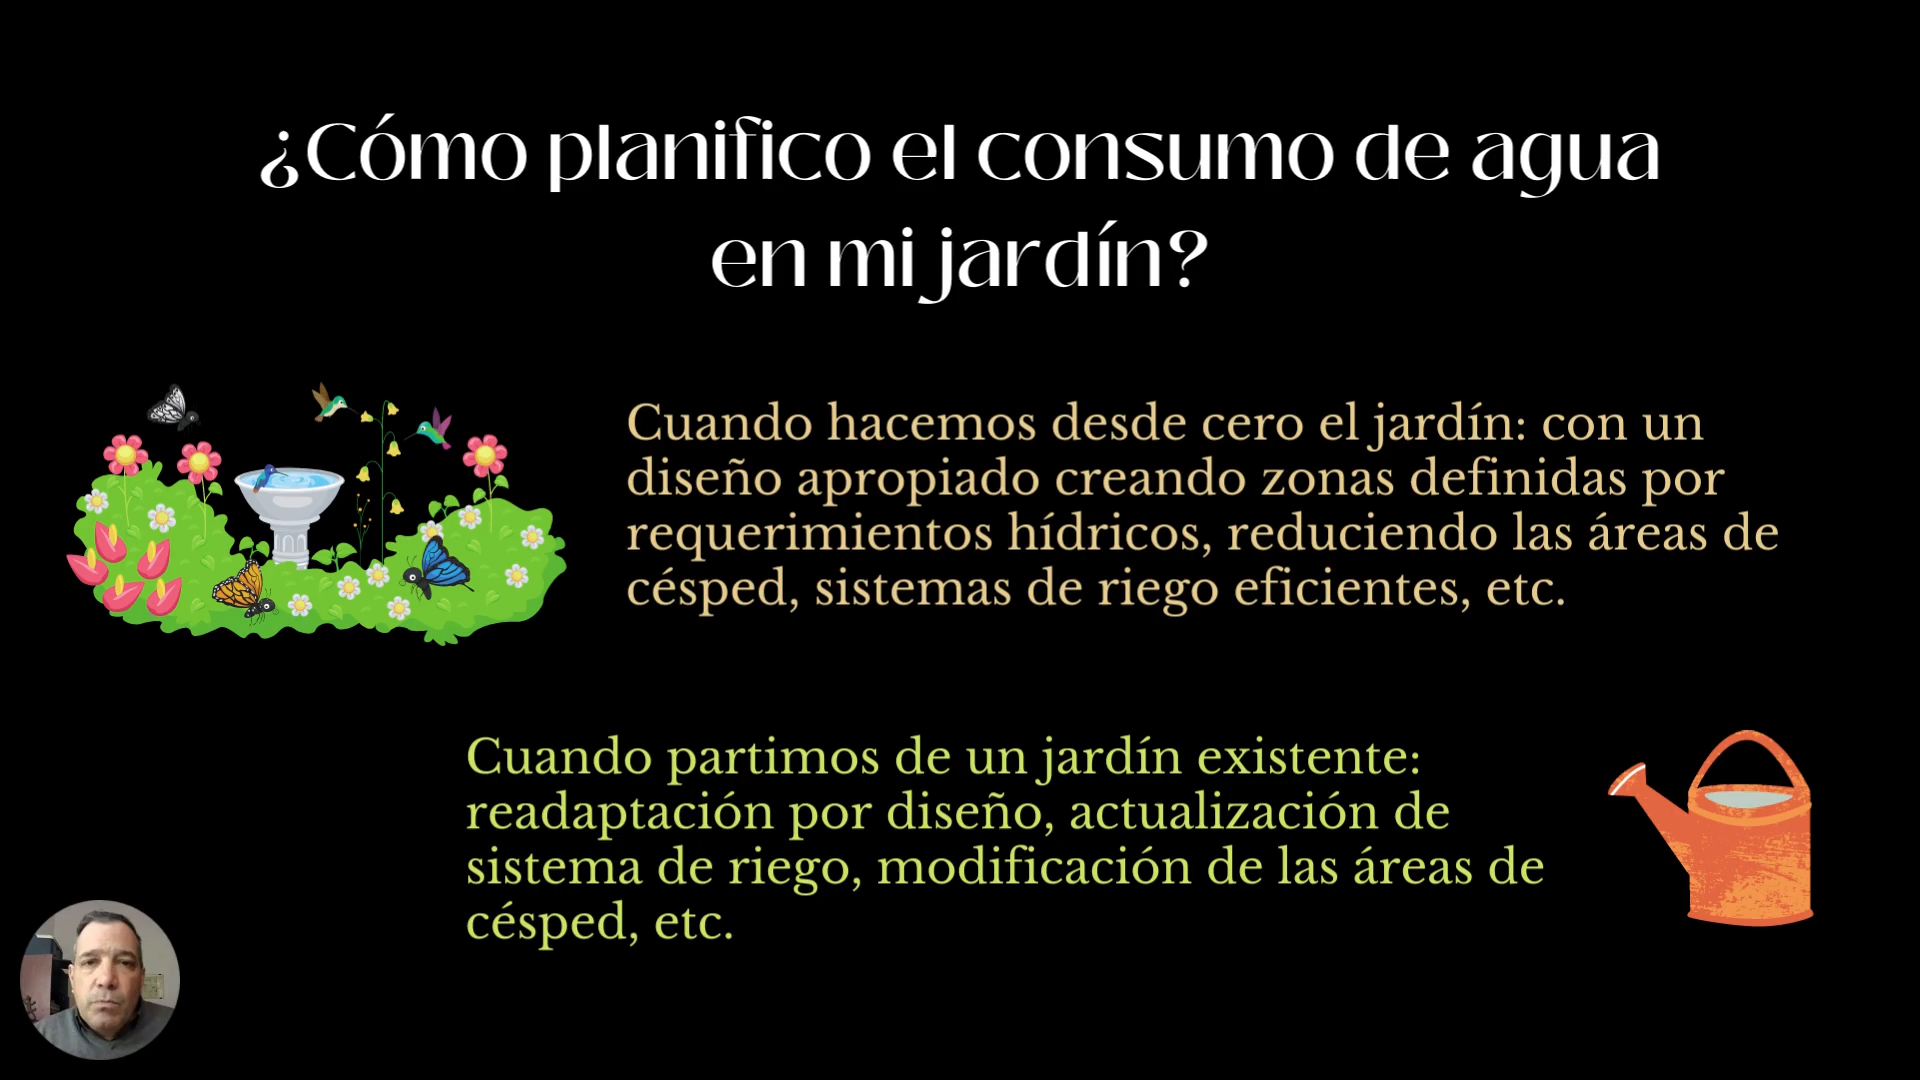 ¿Cómo planifico el consumo de agua
en mi jardín?
Cuando hacemos desde cero el jardín: con un
diseño apropiado creando zonas definidas por
requerimientos hídricos, reduciendo las áreas de
césped, sistemas de riego eficientes, etc.
Cuando partimos de un jardín existente:
readaptación por diseño, actualización de
sistema de riego, modificación de las áreas de
césped, etc.